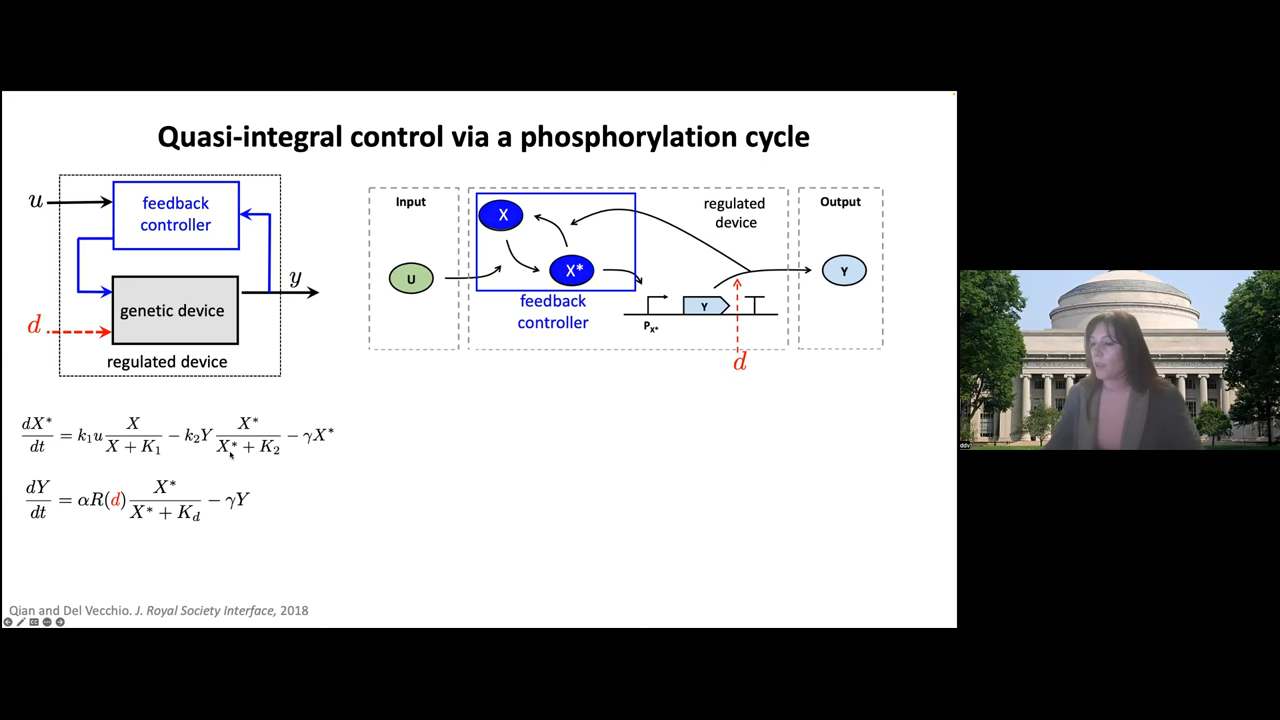 Quasi-integral control via a phosphorylation cycle
u
feedback
controller
y
d
genetic device
regulated device
Input
U
X
X*
feedback
controller
regulated
device
P_X*
Y
d
Output
Y
dX*/dt = k₁u X/(X + K₁) − k₂Y X*/(X* + K₂) − γX*
dY/dt = αR(d) X*/(X* + K_d) − γY
Qian and Del Vecchio. J. Royal Society Interface, 2018